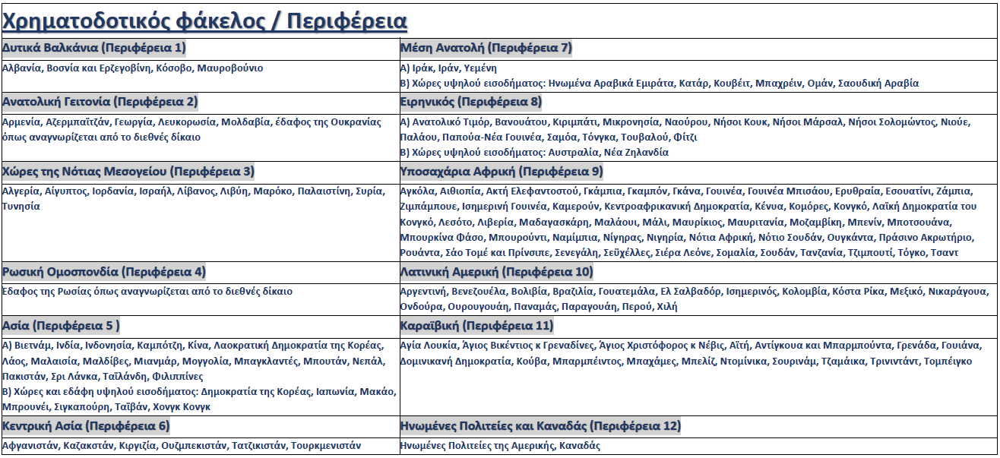 Χρηματοδοτικός φάκελος / Περιφέρεια
Δυτικά Βαλκάνια (Περιφέρεια 1)
Αλβανία, Βοσνία και Ερζεγοβίνη, Κόσοβο, Μαυροβούνιο
Μέση Ανατολή (Περιφέρεια 7)
Α) Ιράκ, Ιράν, Υεμένη
Β) Χώρες υψηλού εισοδήματος: Ηνωμένα Αραβικά Εμιράτα, Κατάρ, Κουβέιτ, Μπαχρέιν, Ομάν, Σαουδική Αραβία
Ανατολική Γειτονία (Περιφέρεια 2)
Αρμενία, Αζερμπαϊτζάν, Γεωργία, Λευκορωσία, Μολδαβία, έδαφος της Ουκρανίας
όπως αναγνωρίζεται από το διεθνές δίκαιο
Ειρηνικός (Περιφέρεια 8)
Α) Ανατολικό Τιμόρ, Βανουάτου, Κιριμπάτι, Μικρονησία, Ναούρου, Νήσοι Κουκ, Νήσοι Μάρσαλ, Νήσοι Σολομώντος, Νιούε,
Παλάου, Παπούα-Νέα Γουινέα, Σαμόα, Τόνγκα, Τουβαλού, Φίτζι
Β) Χώρες υψηλού εισοδήματος: Αυστραλία, Νέα Ζηλανδία
Χώρες της Νότιας Μεσογείου (Περιφέρεια 3)
Αλγερία, Αίγυπτος, Ιορδανία, Ισραήλ, Λίβανος, Λιβύη, Μαρόκο, Παλαιστίνη, Συρία,
Τυνησία
Υποσαχάρια Αφρική (Περιφέρεια 9)
Αγκόλα, Αιθιοπία, Ακτή Ελεφαντοστού, Γκάμπια, Γκαμπόν, Γκάνα, Γουινέα, Γουινέα Μπισάου, Ερυθραία, Εσουατίνι, Ζάμπια,
Ζιμπάμπουε, Ισημερινή Γουινέα, Καμερούν, Κεντροαφρικανική Δημοκρατία, Κένυα, Κομόρες, Κονγκό, Λαϊκή Δημοκρατία του
Κονγκό, Λεσότο, Λιβερία, Μαδαγασκάρη, Μαλάουι, Μάλι, Μαυρίκιος, Μαυριτανία, Μοζαμβίκη, Μπενίν, Μποτσουάνα,
Μπουρκίνα Φάσο, Μπουρούντι, Ναμίμπια, Νίγηρας, Νιγηρία, Νότια Αφρική, Νότιο Σουδάν, Ουγκάντα, Πράσινο Ακρωτήριο,
Ρουάντα, Σάο Τομέ και Πρίνσιπε, Σενεγάλη, Σεϋχέλλες, Σιέρα Λεόνε, Σομαλία, Σουδάν, Τανζανία, Τζιμπουτί, Τόγκο, Τσαντ
Ρωσική Ομοσπονδία (Περιφέρεια 4)
Έδαφος της Ρωσίας όπως αναγνωρίζεται από το διεθνές δίκαιο
Λατινική Αμερική (Περιφέρεια 10)
Αργεντινή, Βενεζουέλα, Βολιβία, Βραζιλία, Γουατεμάλα, Ελ Σαλβαδόρ, Ισημερινός, Κολομβία, Κόστα Ρίκα, Μεξικό, Νικαράγουα,
Ονδούρα, Ουρουγουάη, Παναμάς, Παραγουάη, Περού, Χιλή
Ασία (Περιφέρεια 5 )
Α) Βιετνάμ, Ινδία, Ινδονησία, Καμπότζη, Κίνα, Λαοκρατική Δημοκρατία της Κορέας,
Λάος, Μαλαισία, Μαλδίβες, Μιανμάρ, Μογγολία, Μπαγκλαντές, Μπουτάν, Νεπάλ,
Πακιστάν, Σρι Λάνκα, Ταϊλάνδη, Φιλιππίνες
Β) Χώρες και εδάφη υψηλού εισοδήματος: Δημοκρατία της Κορέας, Ιαπωνία, Μακάο,
Μπρουνέι, Σιγκαπούρη, Ταϊβάν, Χονγκ Κονγκ
Καραϊβική (Περιφέρεια 11)
Αγία Λουκία, Άγιος Βικέντιος κ Γρεναδίνες, Άγιος Χριστόφορος κ Νέβις, Αϊτή, Αντίγκουα και Μπαρμπούντα, Γρενάδα, Γουιάνα,
Δομινικανή Δημοκρατία, Κούβα, Μπαρμπέιντος, Μπαχάμες, Μπελίζ, Ντομίνικα, Σουρινάμ, Τζαμάικα, Τρινιντάντ, Τομπέιγκο
Κεντρική Ασία (Περιφέρεια 6)
Αφγανιστάν, Καζακστάν, Κιργιζία, Ουζμπεκιστάν, Τατζικιστάν, Τουρκμενιστάν
Ηνωμένες Πολιτείες και Καναδάς (Περιφέρεια 12)
Ηνωμένες Πολιτείες της Αμερικής, Καναδάς